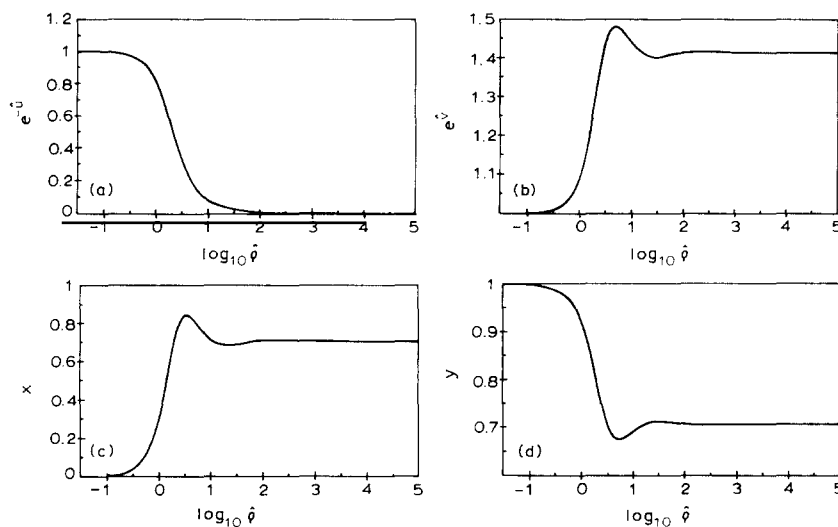 1.2
1
0.8
0.6
0.4
0.2
0
e^{-û}
(a)
-1 0 1 2 3 4 5
log₁₀ ρ̂
1.5
1.4
1.3
1.2
1.1
e^{v̂}
(b)
-1 0 1 2 3 4 5
log₁₀ ρ̂
1
0.8
0.6
0.4
0.2
0
x
(c)
-1 0 1 2 3 4 5
log₁₀ ρ̂
1
0.9
0.8
0.7
y
(d)
-1 0 1 2 3 4 5
log₁₀ ρ̂